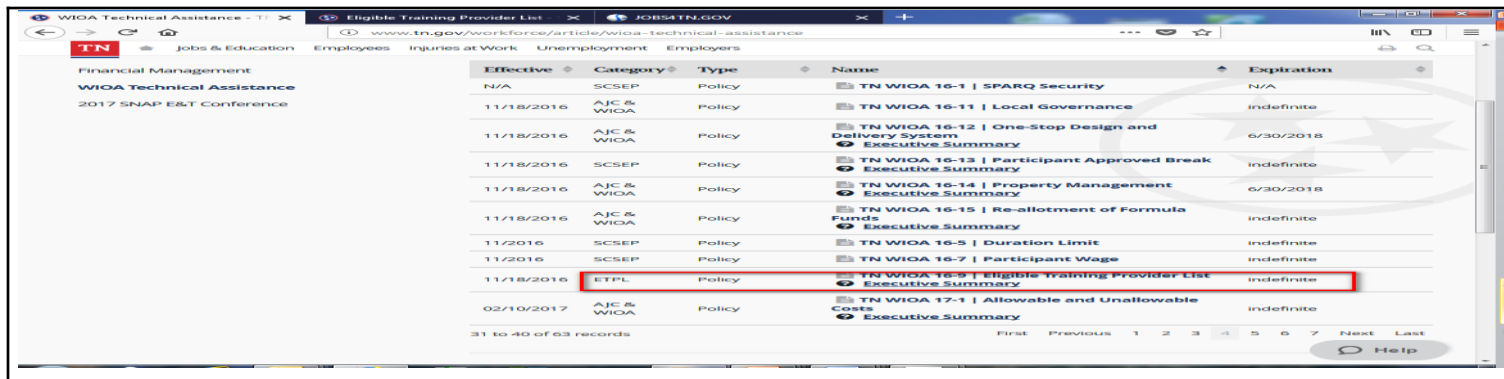 WIOA Technical Assistance - Tr
Eligible Training Provider List -
JOBS4TN.GOV
www.tn.gov/workforce/article/wioa-technical-assistance
TN Jobs & Education Employees Injuries at Work Unemployment Employers
Financial Management
WIOA Technical Assistance
2017 SNAP E&T Conference
Effective Category Type Name Expiration
N/A SCSEP Policy TN WIOA 16-1 | SPARQ Security N/A
11/18/2016 AJC & WIOA Policy TN WIOA 16-11 | Local Governance indefinite
11/18/2016 AJC & WIOA Policy TN WIOA 16-12 | One-Stop Design and
Delivery System 6/30/2018
Executive Summary
11/18/2016 SCSEP Policy TN WIOA 16-13 | Participant Approved Break indefinite
Executive Summary
11/18/2016 AJC & WIOA Policy TN WIOA 16-14 | Property Management 6/30/2018
Executive Summary
11/18/2016 AJC & WIOA Policy TN WIOA 16-15 | Re-allotment of Formula
Funds indefinite
Executive Summary
11/2016 SCSEP Policy TN WIOA 16-5 | Duration Limit indefinite
11/2016 SCSEP Policy TN WIOA 16-7 | Participant Wage indefinite
11/18/2016 ETPL Policy TN WIOA 16-9 | Eligible Training Provider List indefinite
Executive Summary
02/10/2017 AJC & WIOA Policy TN WIOA 17-1 | Allowable and Unallowable
Costs indefinite
Executive Summary
31 to 40 of 63 records First Previous 1 2 3 4 5 6 7 Next Last
Help